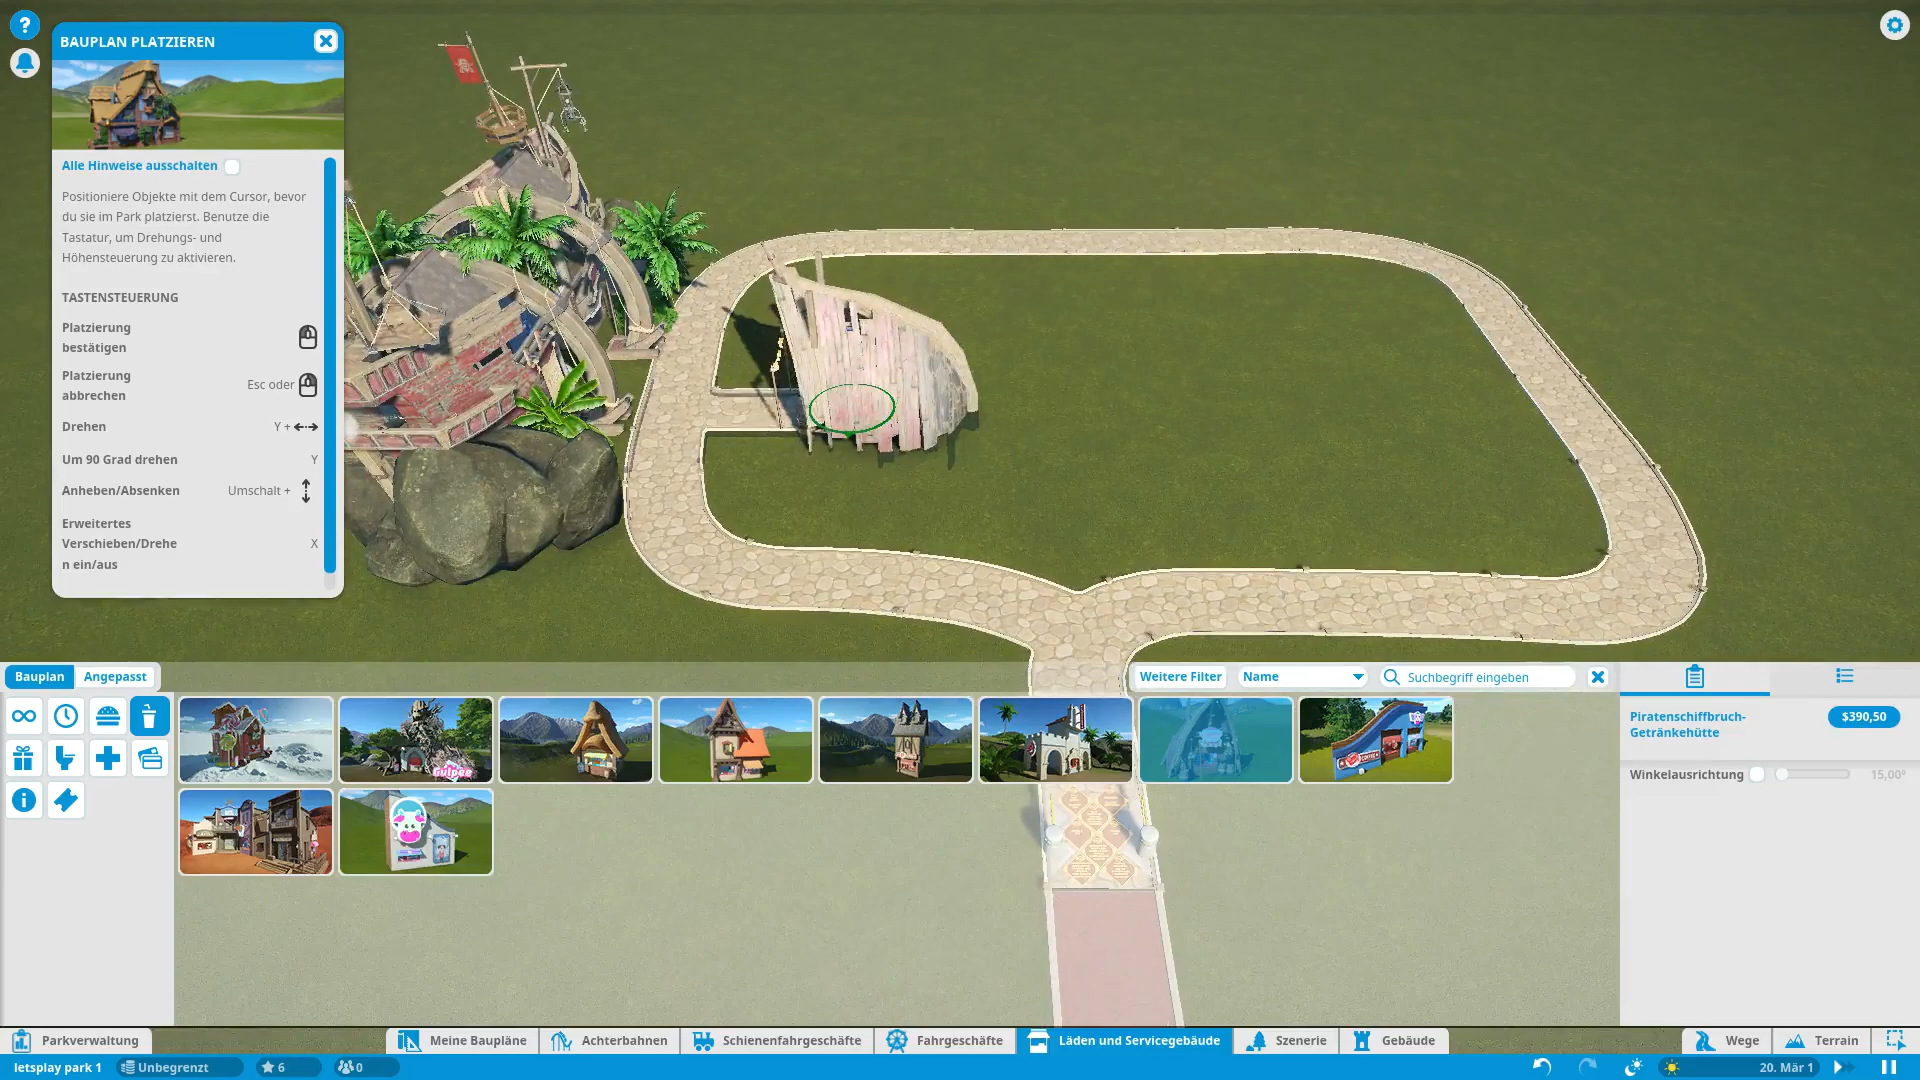 BAUPLAN PLATZIEREN
Alle Hinweise ausschalten
Positioniere Objekte mit dem Cursor, bevor
du sie im Park platzierst. Benutze die
Tastatur, um Drehungs- und
Höhensteuerung zu aktivieren.
TASTENSTEUERUNG
Platzierung
bestätigen
Platzierung
abbrechen
Esc oder
Drehen
Y +
Um 90 Grad drehen
Y
Anheben/Absenken
Umschalt +
Erweitertes
Verschieben/Drehe
n ein/aus
X
Bauplan
Angepasst
Weitere Filter
Name
Suchbegriff eingeben
Gulpee
Piratenschiffbruch-
Getränkehütte
$390,50
Winkelausrichtung
15,00°
Parkverwaltung
Meine Baupläne
Achterbahnen
Schienenfahrgeschäfte
Fahrgeschäfte
Läden und Servicegebäude
Szenerie
Gebäude
Wege
Terrain
letsplay park 1
Unbegrenzt
6
0
20. Mär 1